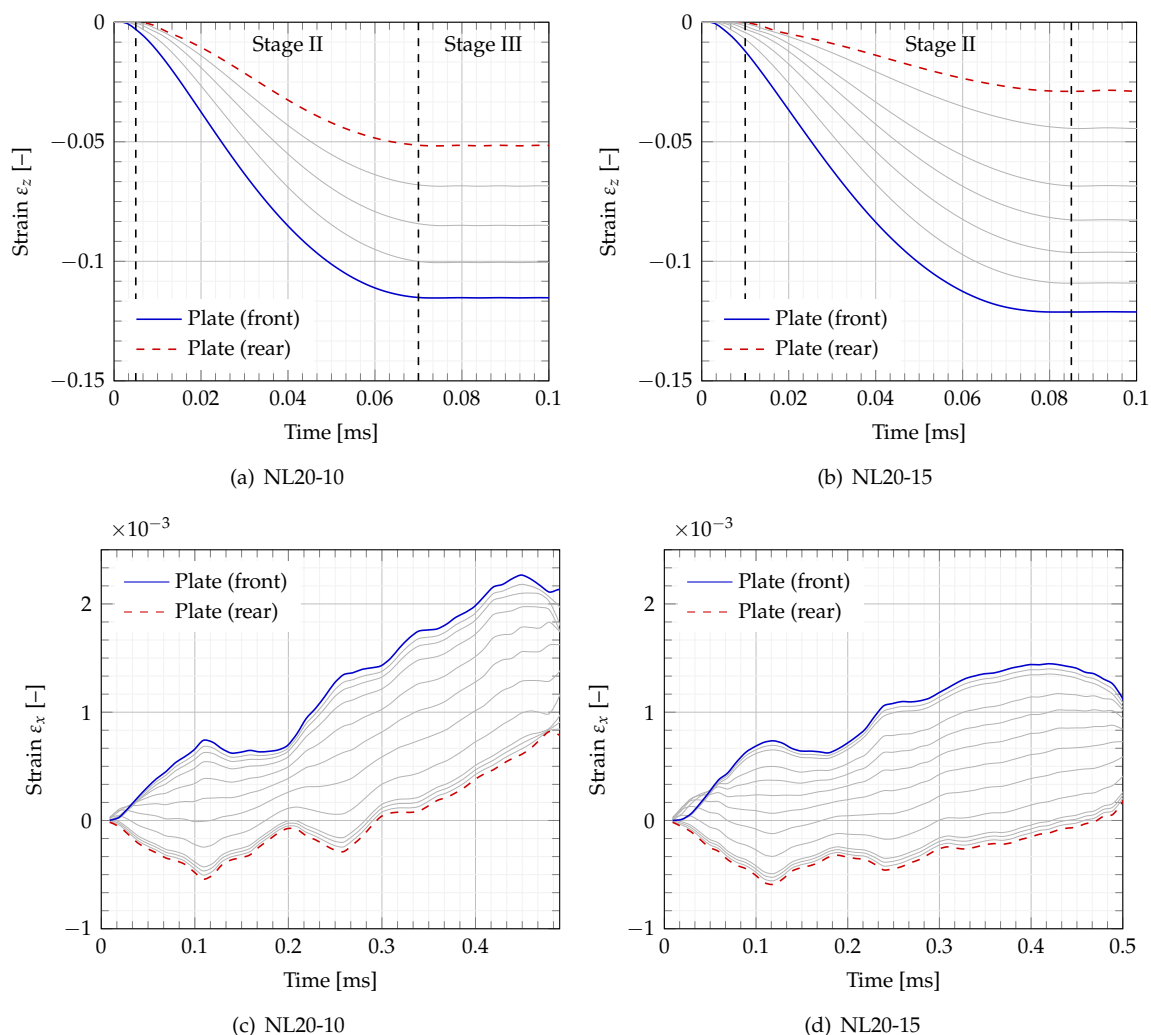 0
−0.05
−0.1
−0.15
Strain ε_z [−]
Stage II
Stage III
Plate (front)
Plate (rear)
0 0.02 0.04 0.06 0.08 0.1
Time [ms]
(a) NL20-10
0
−0.05
−0.1
−0.15
Strain ε_z [−]
Stage II
Plate (front)
Plate (rear)
0 0.02 0.04 0.06 0.08 0.1
Time [ms]
(b) NL20-15
×10⁻³
2
1
0
−1
Strain ε_x [−]
Plate (front)
Plate (rear)
0 0.1 0.2 0.3 0.4
Time [ms]
(c) NL20-10
×10⁻³
2
1
0
−1
Strain ε_x [−]
Plate (front)
Plate (rear)
0 0.1 0.2 0.3 0.4 0.5
Time [ms]
(d) NL20-15